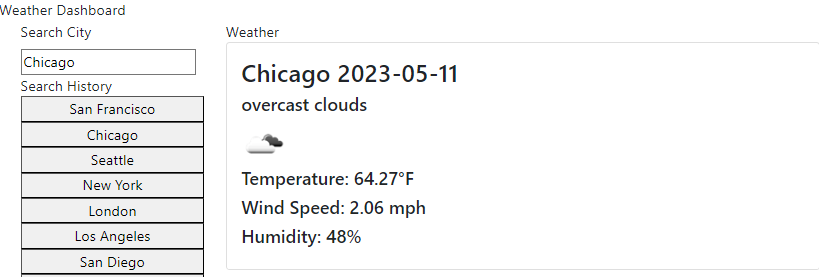 Weather Dashboard
Search City
Chicago
Search History
San Francisco
Chicago
Seattle
New York
London
Los Angeles
San Diego
Weather
Chicago 2023-05-11
overcast clouds
Temperature: 64.27°F
Wind Speed: 2.06 mph
Humidity: 48%